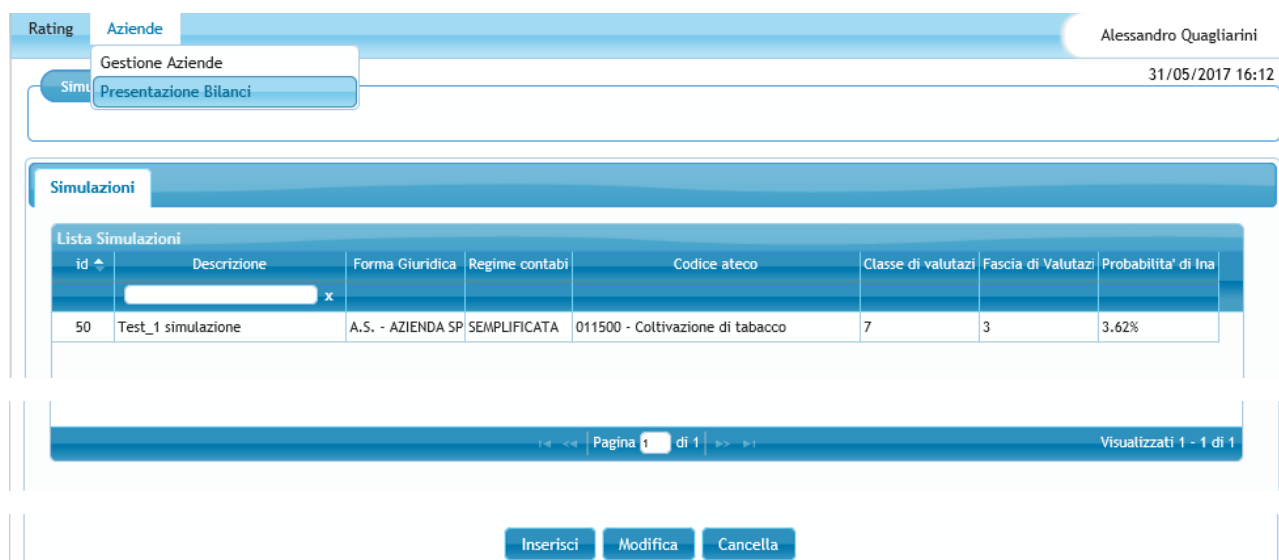 Rating Aziende Alessandro Quagliarini
Gestione Aziende
31/05/2017 16:12
Simu
Presentazione Bilanci
Simulazioni
Lista Simulazioni
id Descrizione Forma Giuridica Regime contabi Codice ateco Classe di valutazi Fascia di Valutazi Probabilita' di Ina
x
50 Test_1 simulazione A.S. - AZIENDA SP SEMPLIFICATA 011500 - Coltivazione di tabacco 7 3 3.62%
Pagina 1 di 1 Visualizzati 1 - 1 di 1
Inserisci Modifica Cancella